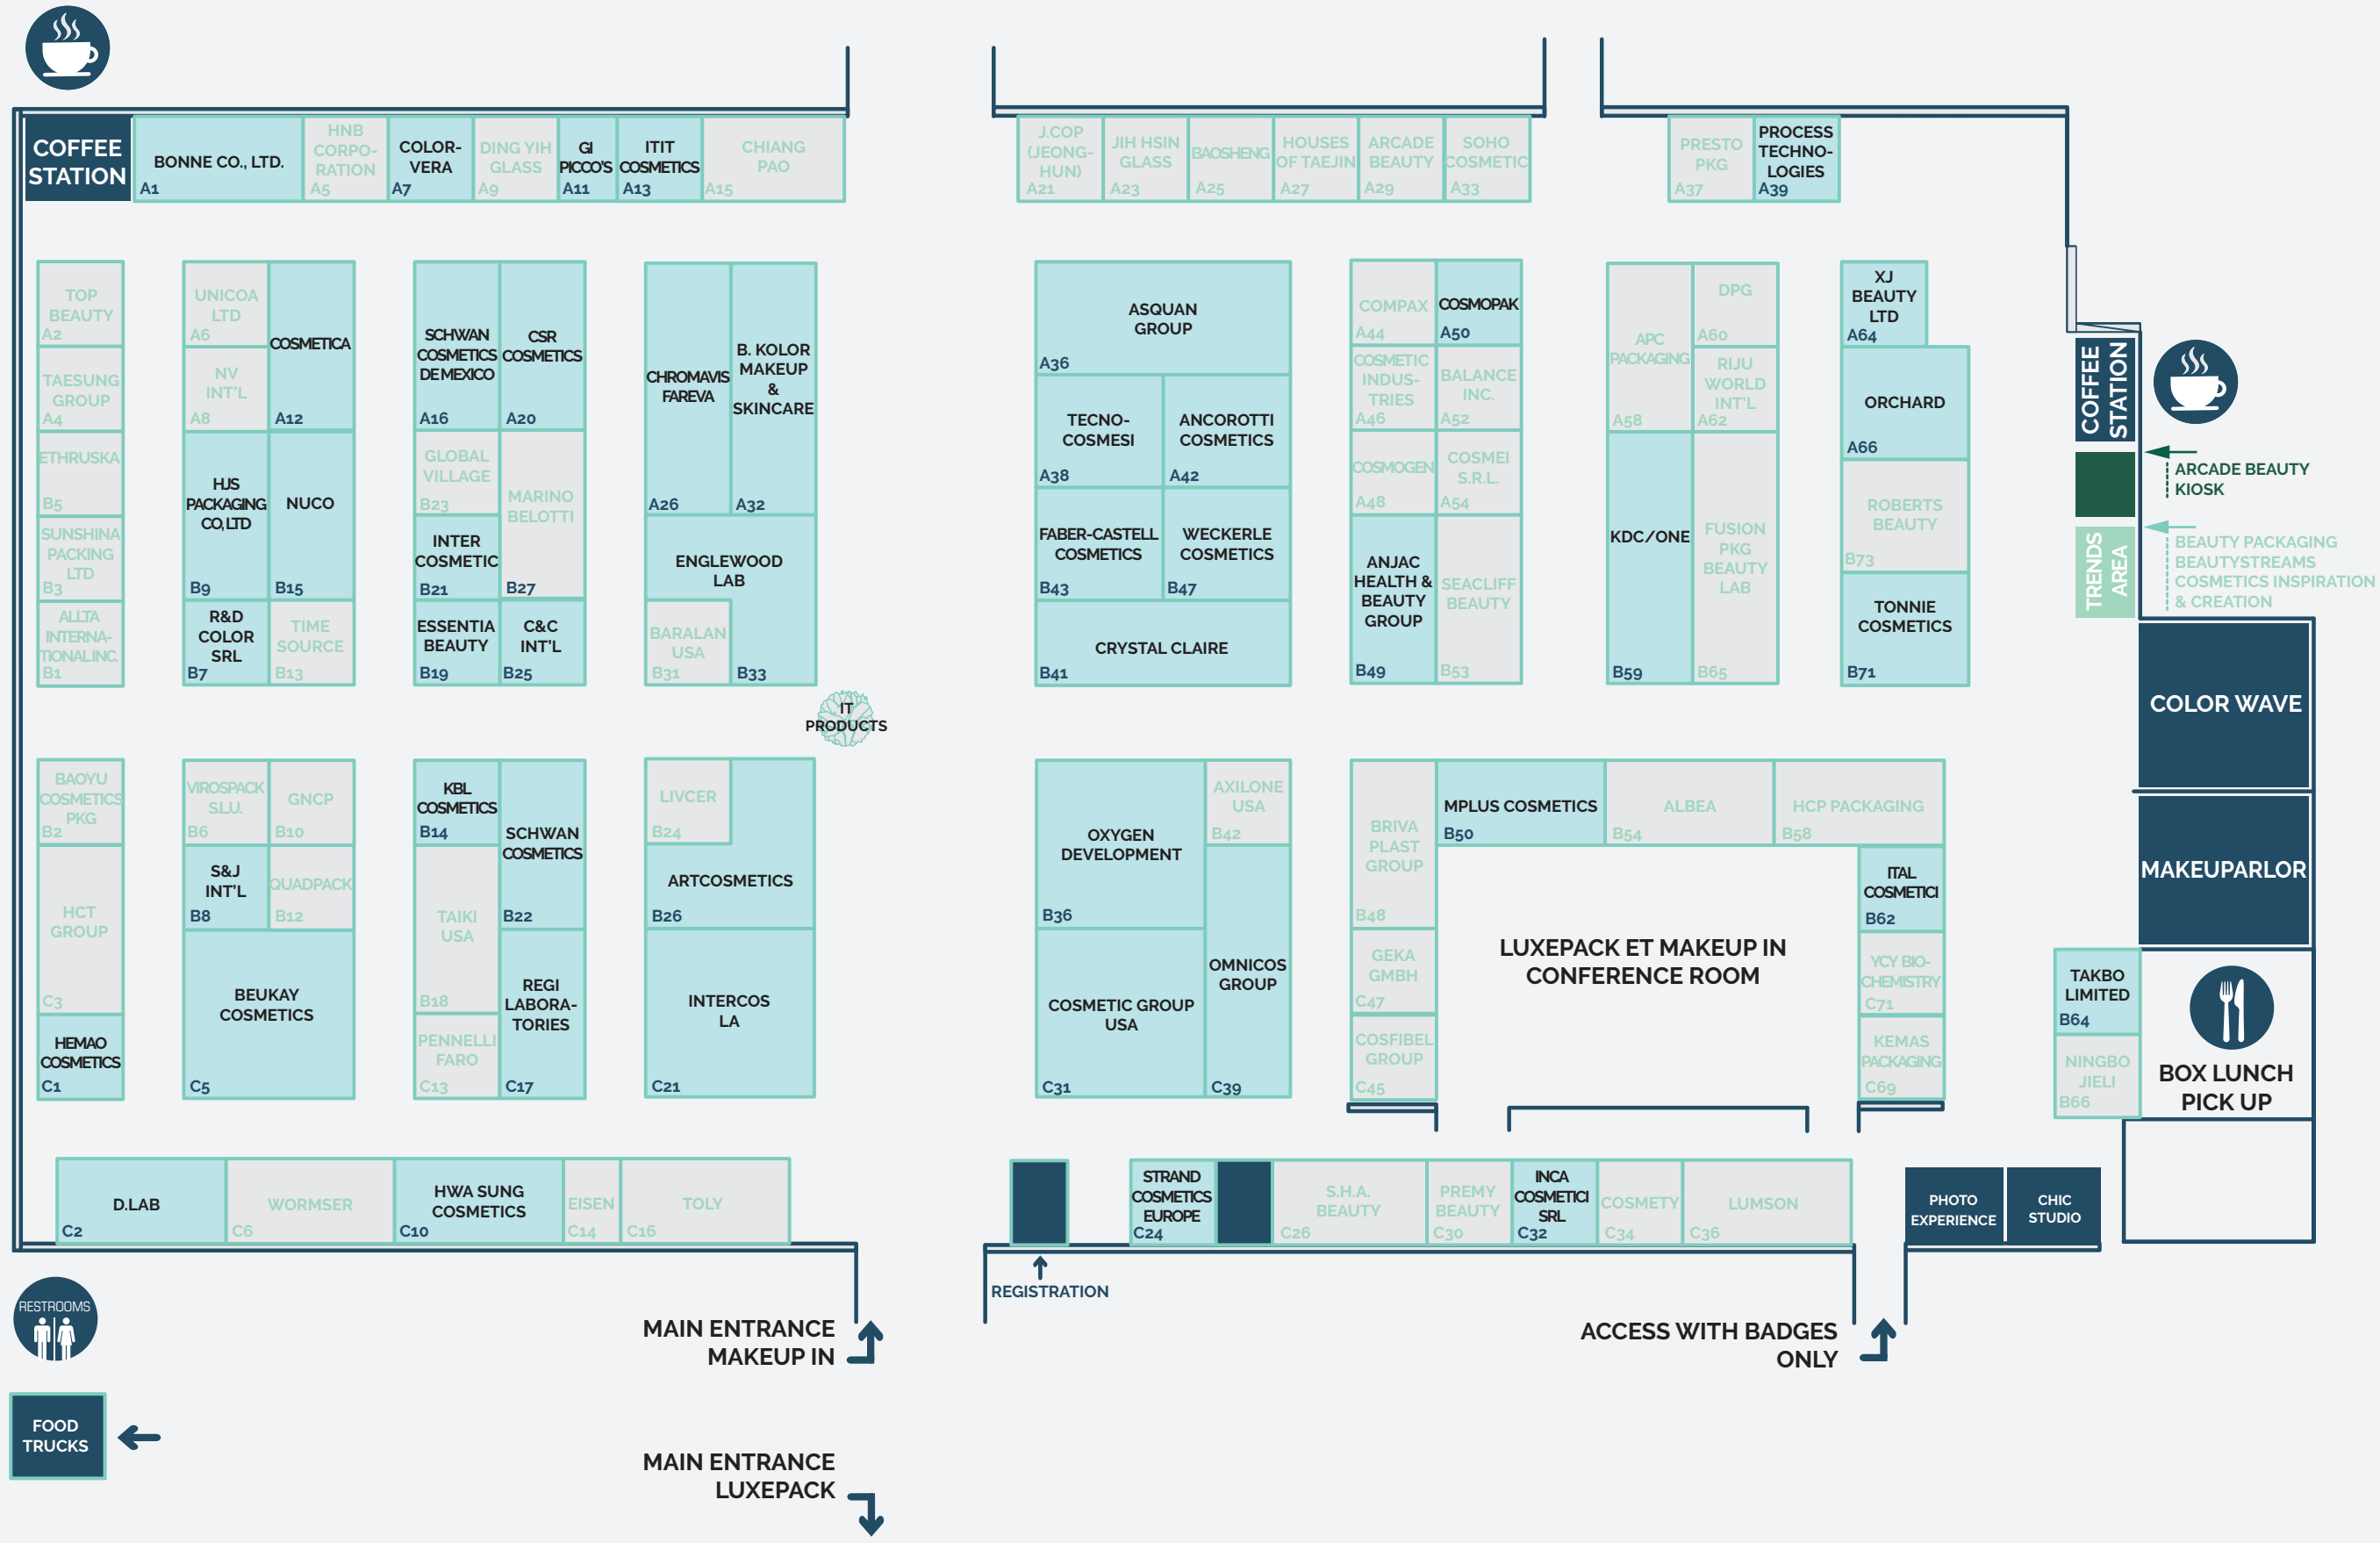 COFFEE
STATION
BONNE CO., LTD.
A1
HNB
CORPO-
RATION
A5
COLOR-
VERA
A7
DING YIH
GLASS
A9
GI
PICCO'S
A11
ITIT
COSMETICS
A13
CHIANG
PAO
A15
J.COP
(JEONG-
HUN)
A21
JIH HSIN
GLASS
A23
BAOSHENG
A25
HOUSES
OF TAEJIN
A27
ARCADE
BEAUTY
A29
SOHO
COSMETIC
A33
PRESTO
PKG
A37
PROCESS
TECHNO-
LOGIES
A39
TOP
BEAUTY
A2
TAESUNG
GROUP
A4
ETHRUSKA
B5
SUNSHINA
PACKING
LTD
B3
ALLTA
INTERNA-
TIONAL INC.
B1
UNICOA
LTD
A6
NV
INT'L
A8
COSMETICA
A12
HJS
PACKAGING
CO, LTD
B9
NUCO
B15
R&D
COLOR
SRL
B7
TIME
SOURCE
B13
SCHWAN
COSMETICS
DE MEXICO
A16
CSR
COSMETICS
A20
GLOBAL
VILLAGE
B23
MARINO
BELOTTI
B27
INTER
COSMETIC
B21
ESSENTIA
BEAUTY
B19
C&C
INT'L
B25
CHROMAVIS
FAREVA
A26
B. KOLOR
MAKEUP
&
SKINCARE
A32
ENGLEWOOD
LAB
BARALAN
USA
B31
B33
IT
PRODUCTS
ASQUAN
GROUP
A36
TECNO-
COSMESI
A38
ANCOROTTI
COSMETICS
A42
FABER-CASTELL
COSMETICS
B43
WECKERLE
COSMETICS
B47
CRYSTAL CLAIRE
B41
COMPAX
A44
COSMOPAK
A50
COSMETIC
INDUS-
TRIES
A46
BALANCE
INC.
A52
COSMOGEN
A48
COSMEI
S.R.L.
A54
ANJAC
HEALTH &
BEAUTY
GROUP
B49
SEACLIFF
BEAUTY
B53
APC
PACKAGING
A58
DPG
A60
RIJU
WORLD
INT'L
A62
KDC/ONE
B59
FUSION
PKG
BEAUTY
LAB
B65
XJ
BEAUTY
LTD
A64
ORCHARD
A66
ROBERTS
BEAUTY
B73
TONNIE
COSMETICS
B71
COFFEE
STATION
ARCADE BEAUTY
KIOSK
TRENDS
AREA
BEAUTY PACKAGING
BEAUTYSTREAMS
COSMETICS INSPIRATION
& CREATION
COLOR WAVE
MAKEUPARLOR
BAOYU
COSMETICS
PKG
B2
HCT
GROUP
C3
HEMAO
COSMETICS
C1
VIROSPACK
S.L.U.
B6
GNCP
B10
S&J
INT'L
B8
QUADPACK
B12
BEUKAY
COSMETICS
C5
KBL
COSMETICS
B14
SCHWAN
COSMETICS
B22
TAIKI
USA
B18
PENNELLI
FARO
C13
REGI
LABORA-
TORIES
C17
LIVCER
B24
ARTCOSMETICS
B26
INTERCOS
LA
C21
OXYGEN
DEVELOPMENT
B36
AXILONE
USA
B42
COSMETIC GROUP
USA
C31
OMNICOS
GROUP
C39
BRIVA
PLAST
GROUP
B48
GEKA
GMBH
C47
COSFIBEL
GROUP
C45
MPLUS COSMETICS
B50
ALBEA
B54
HCP PACKAGING
B58
ITAL
COSMETICI
B62
YCY BIO-
CHEMISTRY
C71
KEMAS
PACKAGING
C69
LUXEPACK ET MAKEUP IN
CONFERENCE ROOM
TAKBO
LIMITED
B64
NINGBO
JIELI
B66
BOX LUNCH
PICK UP
D.LAB
C2
WORMSER
C6
HWA SUNG
COSMETICS
C10
EISEN
C14
TOLY
C16
STRAND
COSMETICS
EUROPE
C24
S.H.A.
BEAUTY
C26
PREMY
BEAUTY
C30
INCA
COSMETICI
SRL
C32
COSMETY
C34
LUMSON
C36
PHOTO
EXPERIENCE
CHIC
STUDIO
REGISTRATION
RESTROOMS
MAIN ENTRANCE
MAKEUP IN
ACCESS WITH BADGES
ONLY
FOOD
TRUCKS
MAIN ENTRANCE
LUXEPACK